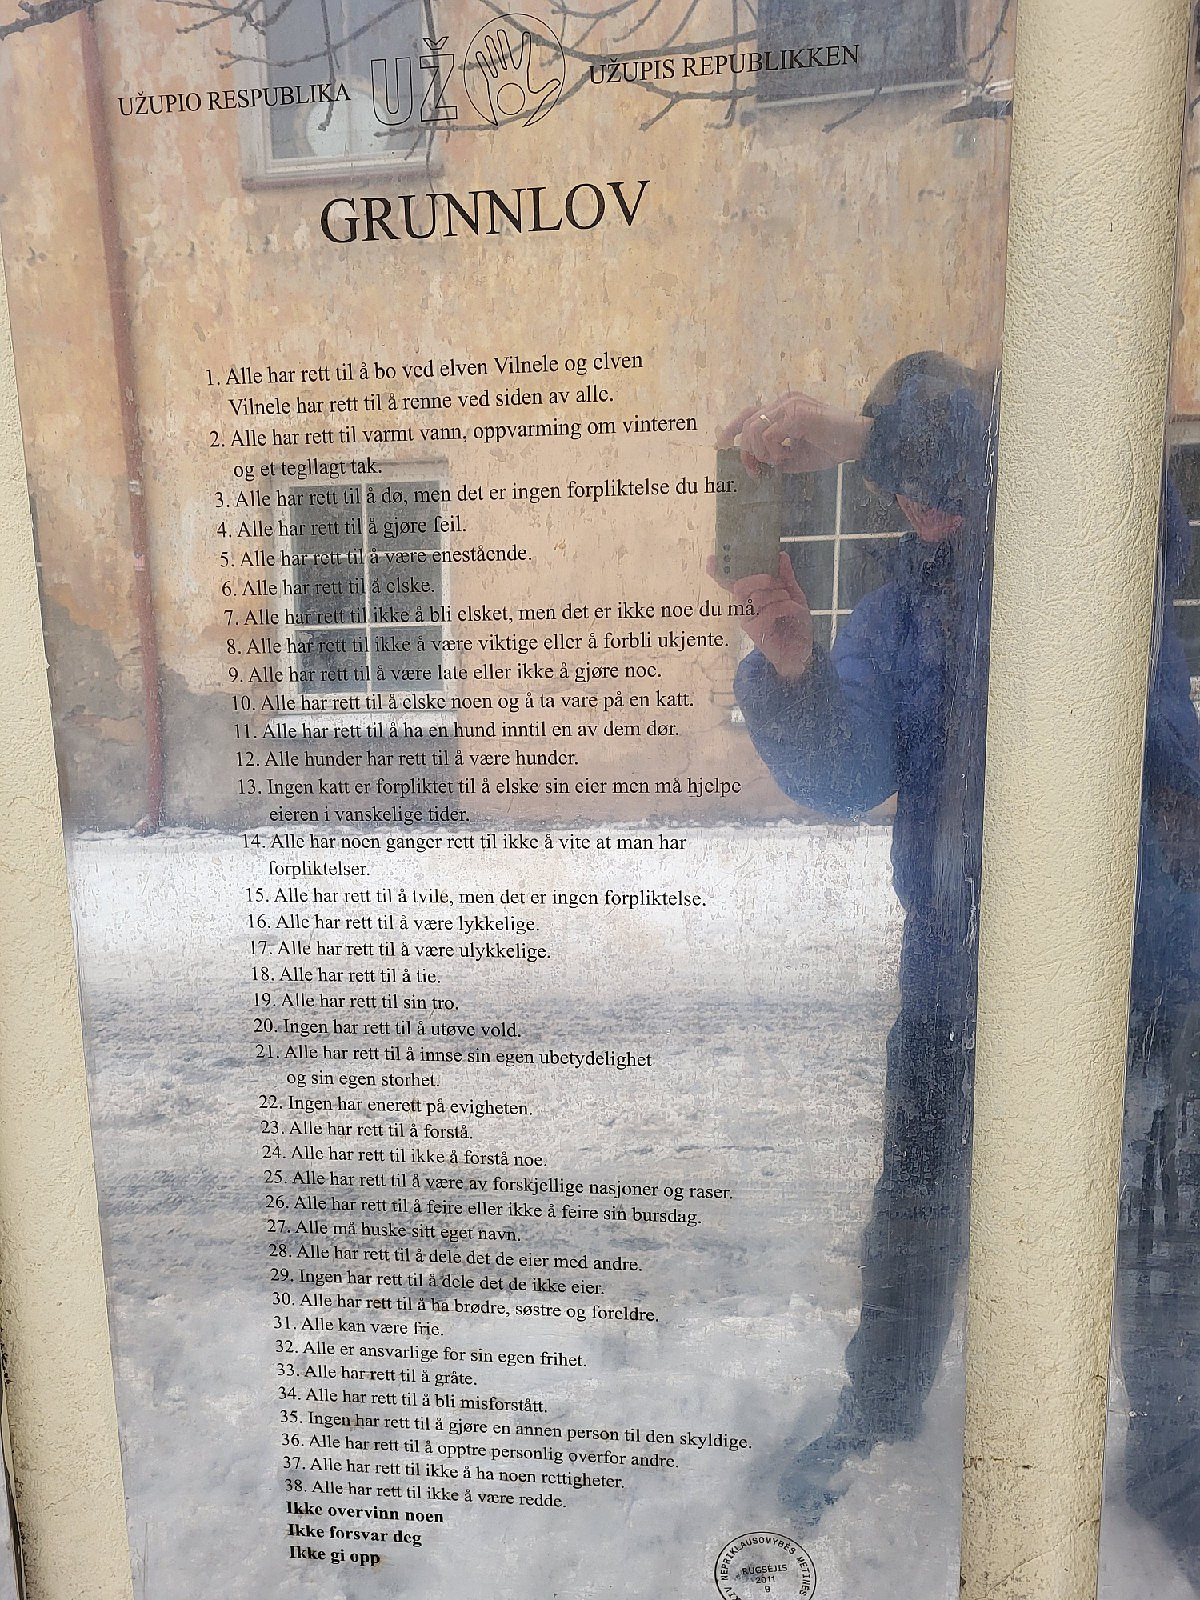 UŽUPIO RESPUBLIKA
UŽ
UŽUPIS REPUBLIKKEN
GRUNNLOV
1. Alle har rett til å bo ved elven Vilnele og elven
Vilnele har rett til å renne ved siden av alle.
2. Alle har rett til varmt vann, oppvarming om vinteren
og et tegllagt tak.
3. Alle har rett til å dø, men det er ingen forpliktelse du har.
4. Alle har rett til å gjøre feil.
5. Alle har rett til å være enestående.
6. Alle har rett til å elske.
7. Alle har rett til ikke å bli elsket, men det er ikke noe du må.
8. Alle har rett til ikke å være viktige eller å forbli ukjente.
9. Alle har rett til å være late eller ikke å gjøre noe.
10. Alle har rett til å elske noen og å ta vare på en katt.
11. Alle har rett til å ha en hund inntil en av dem dør.
12. Alle hunder har rett til å være hunder.
13. Ingen katt er forpliktet til å elske sin eier men må hjelpe
eieren i vanskelige tider.
14. Alle har noen ganger rett til ikke å vite at man har
forpliktelser.
15. Alle har rett til å tvile, men det er ingen forpliktelse.
16. Alle har rett til å være lykkelige.
17. Alle har rett til å være ulykkelige.
18. Alle har rett til å tie.
19. Alle har rett til sin tro.
20. Ingen har rett til å utøve vold.
21. Alle har rett til å innse sin egen ubetydelighet
og sin egen storhet.
22. Ingen har enerett på evigheten.
23. Alle har rett til å forstå.
24. Alle har rett til ikke å forstå noe.
25. Alle har rett til å være av forskjellige nasjoner og raser.
26. Alle har rett til å feire eller ikke å feire sin bursdag.
27. Alle må huske sitt eget navn.
28. Alle har rett til å dele det de eier med andre.
29. Ingen har rett til å dele det de ikke eier.
30. Alle har rett til å ha brødre, søstre og foreldre.
31. Alle kan være frie.
32. Alle er ansvarlige for sin egen frihet.
33. Alle har rett til å gråte.
34. Alle har rett til å bli misforstått.
35. Ingen har rett til å gjøre en annen person til den skyldige.
36. Alle har rett til å opptre personlig overfor andre.
37. Alle har rett til ikke å ha noen rettigheter.
38. Alle har rett til ikke å være redde.
Ikke overvinn noen
Ikke forsvar deg
Ikke gi opp
XIV NEPRIKLAUSOMYBĖS METINĖS
RUGSĖJIS
2011
9